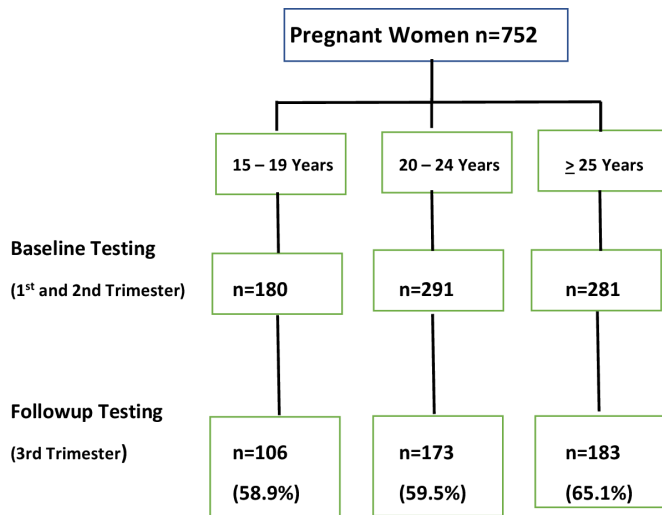 Pregnant Women n=752
15 – 19 Years
20 – 24 Years
≥ 25 Years
Baseline Testing
(1st and 2nd Trimester)
n=180
n=291
n=281
Followup Testing
(3rd Trimester)
n=106
(58.9%)
n=173
(59.5%)
n=183
(65.1%)